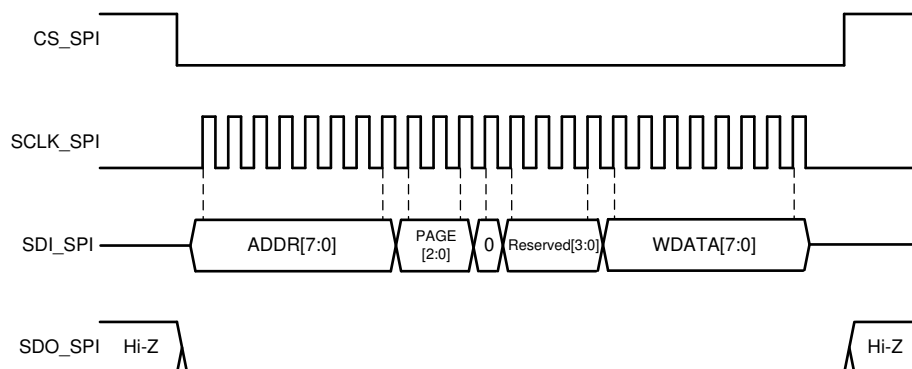 CS_SPI
SCLK_SPI
SDI_SPI
ADDR[7:0]
PAGE
[2:0]
0
Reserved[3:0]
WDATA[7:0]
SDO_SPI
Hi-Z
Hi-Z